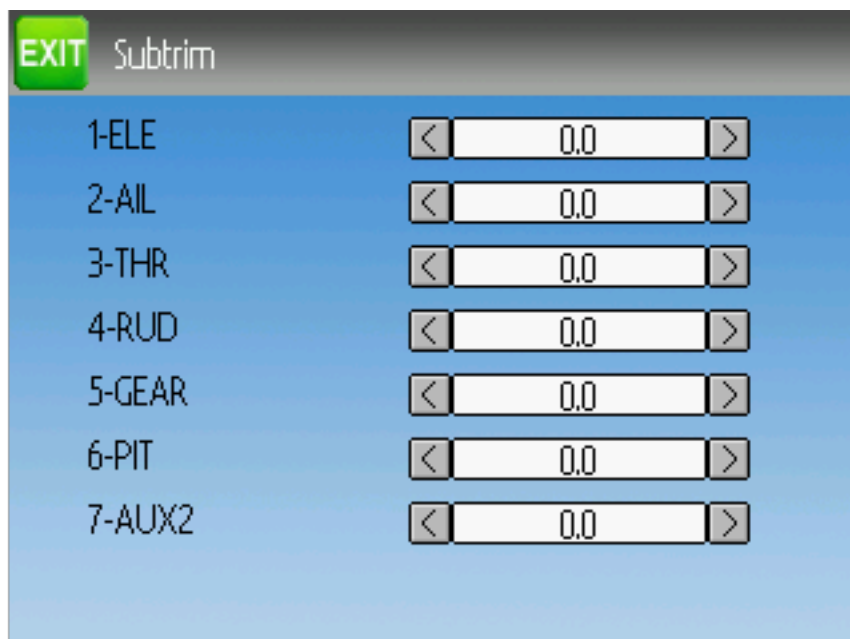 EXIT Subtrim
1-ELE < 0.0 >
2-AIL < 0.0 >
3-THR < 0.0 >
4-RUD < 0.0 >
5-GEAR < 0.0 >
6-PIT < 0.0 >
7-AUX2 < 0.0 >